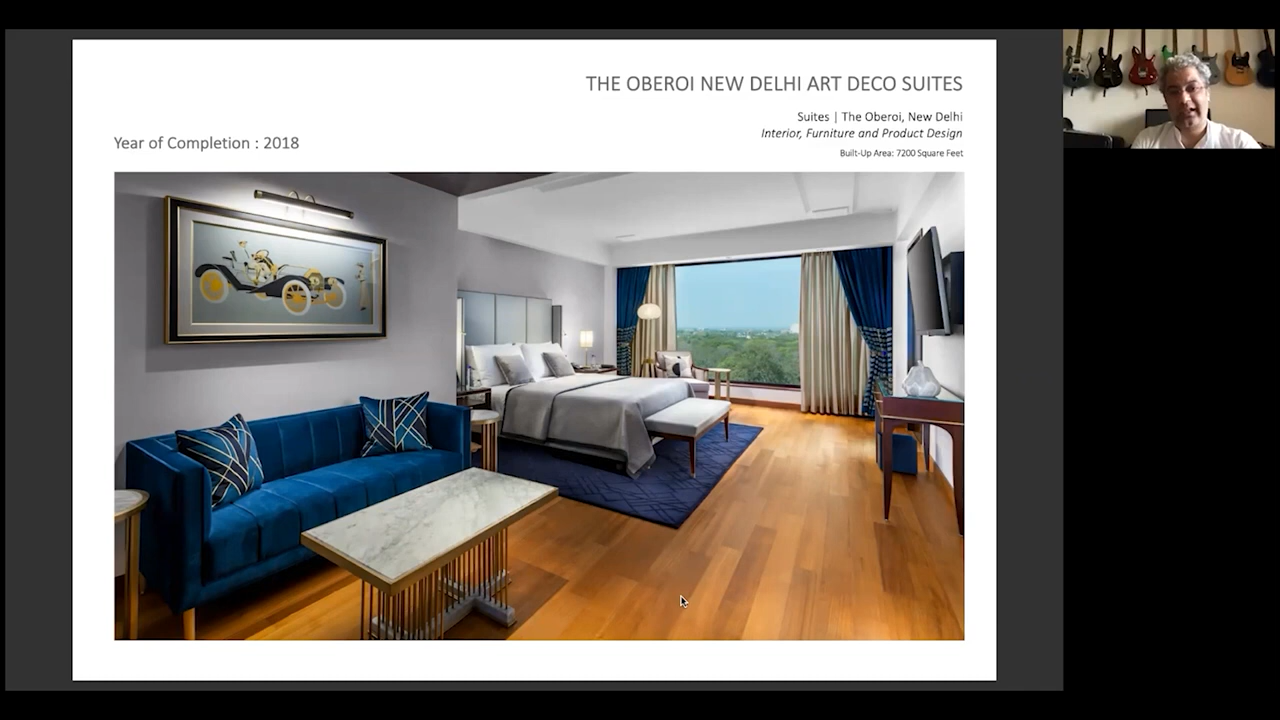 THE OBEROI NEW DELHI ART DECO SUITES
Suites | The Oberoi, New Delhi
Interior, Furniture and Product Design
Built-Up Area: 7200 Square Feet
Year of Completion : 2018